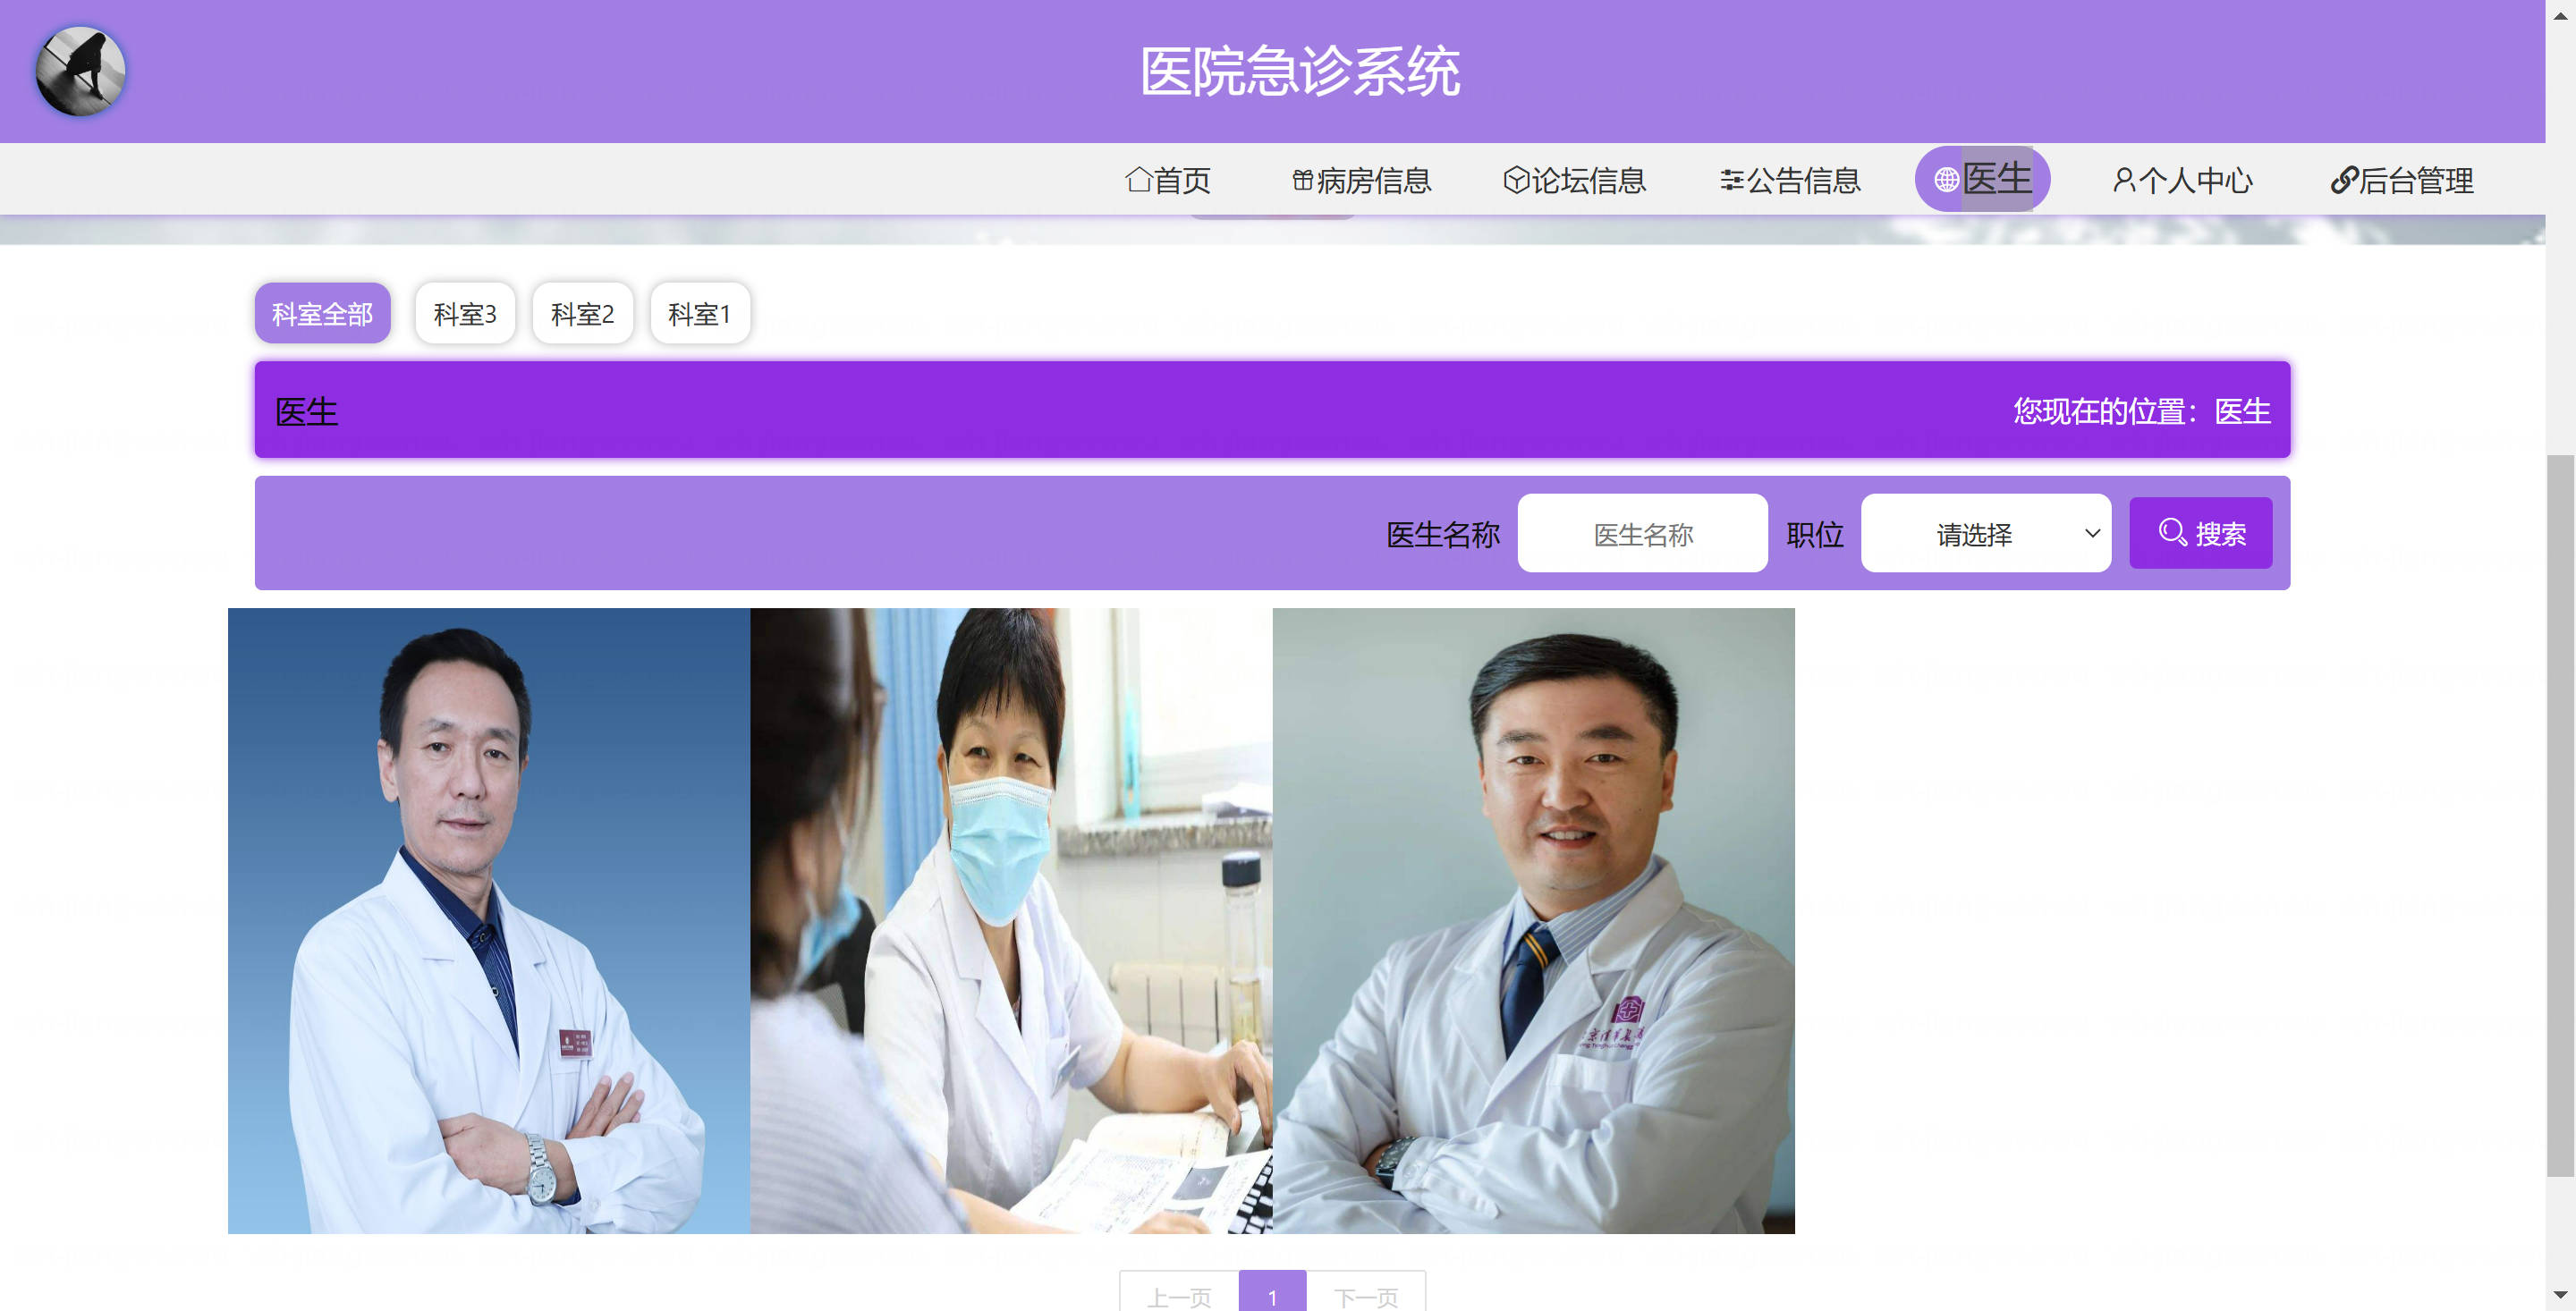 医院急诊系统
首页 病房信息 论坛信息 公告信息 医生 个人中心 后台管理
科室全部 科室3 科室2 科室1
医生 您现在的位置：医生
医生名称 医生名称 职位 请选择 搜索
上一页 1 下一页